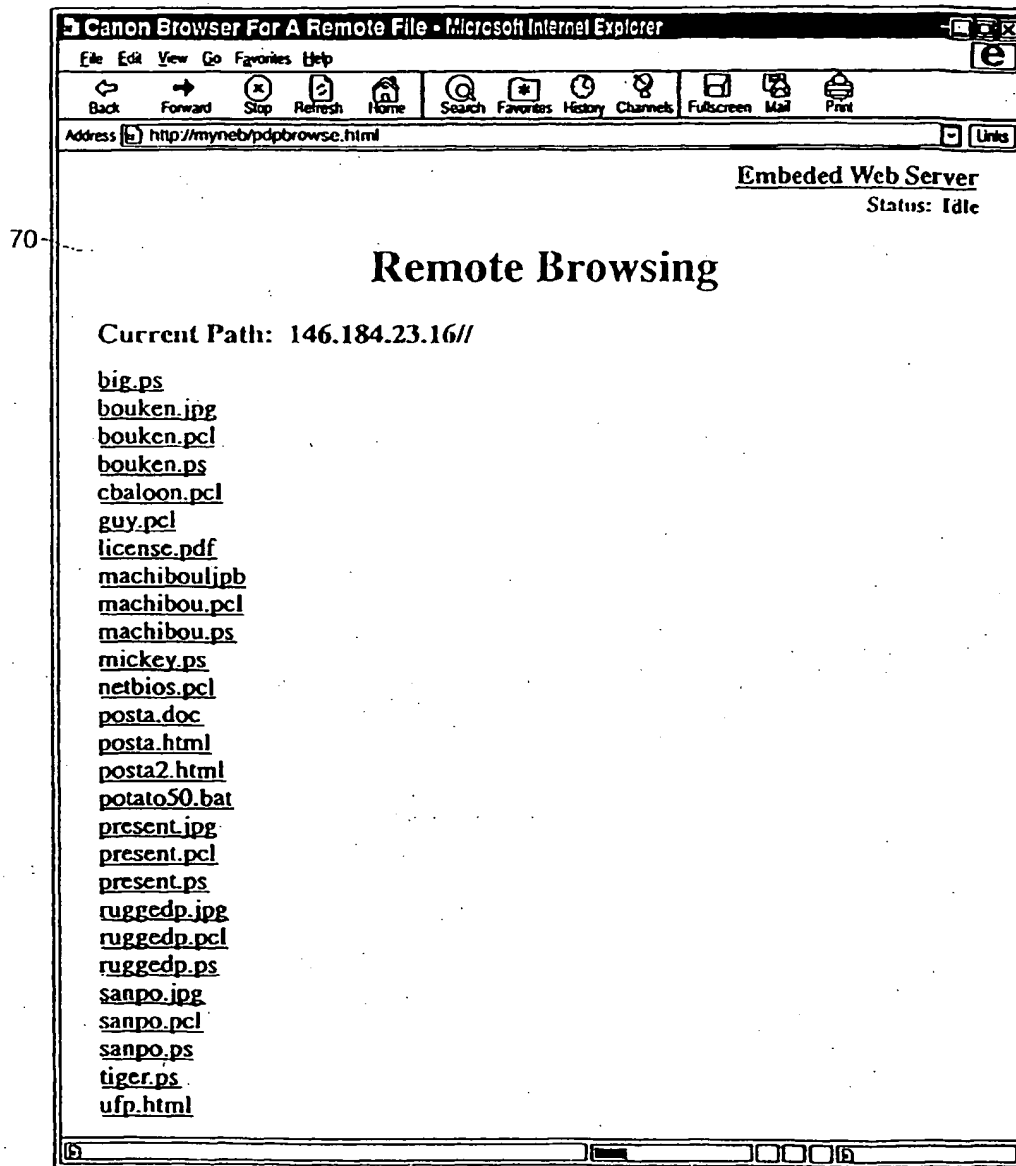 Canon Browser For A Remote File - Microsoft Internet Explorer
File Edit View Go Favorites Help
Back Forward Stop Refresh Home Search Favorites History Channels Fullscreen Mail Print
Address http://myneb/pdpbrowse.html Links
Embeded Web Server
Status: Idle
70
Remote Browsing
Current Path: 146.184.23.16//
big.ps
bouken.jpg
bouken.pcl
bouken.ps
cbaloon.pcl
guy.pcl
license.pdf
machibouljpb
machibou.pcl
machibou.ps
mickey.ps
netbios.pcl
posta.doc
posta.html
posta2.html
potato50.bat
present.jpg
present.pcl
present.ps
ruggedp.jpg
ruggedp.pcl
ruggedp.ps
sanpo.jpg
sanpo.pcl
sanpo.ps
tiger.ps
ufp.html